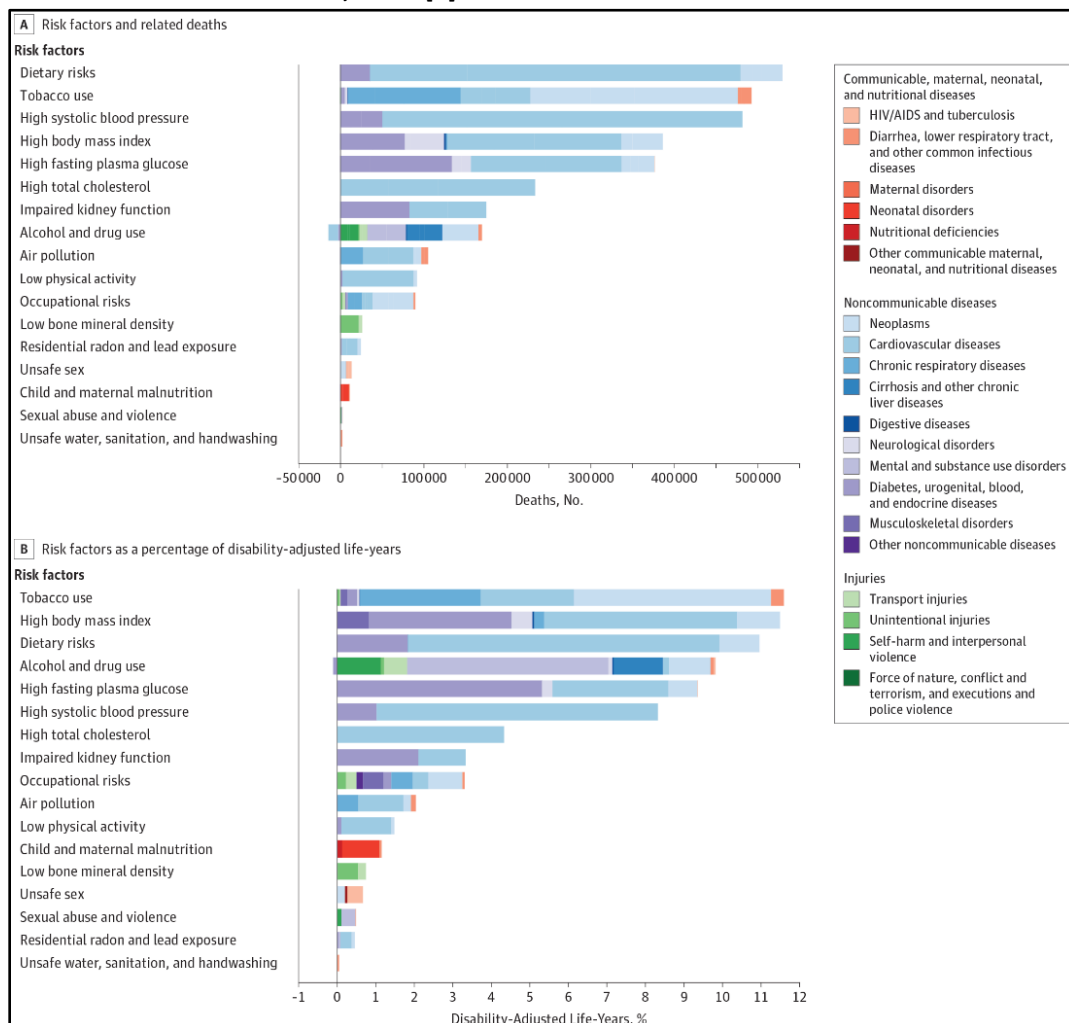 A Risk factors and related deaths
Risk factors
Dietary risks
Tobacco use
High systolic blood pressure
High body mass index
High fasting plasma glucose
High total cholesterol
Impaired kidney function
Alcohol and drug use
Air pollution
Low physical activity
Occupational risks
Low bone mineral density
Residential radon and lead exposure
Unsafe sex
Child and maternal malnutrition
Sexual abuse and violence
Unsafe water, sanitation, and handwashing
-50000 0 100000 200000 300000 400000 500000
Deaths, No.
B Risk factors as a percentage of disability-adjusted life-years
Risk factors
Tobacco use
High body mass index
Dietary risks
Alcohol and drug use
High fasting plasma glucose
High systolic blood pressure
High total cholesterol
Impaired kidney function
Occupational risks
Air pollution
Low physical activity
Child and maternal malnutrition
Low bone mineral density
Unsafe sex
Sexual abuse and violence
Residential radon and lead exposure
Unsafe water, sanitation, and handwashing
-1 0 1 2 3 4 5 6 7 8 9 10 11 12
Disability-Adjusted Life-Years, %
Communicable, maternal, neonatal,
and nutritional diseases
HIV/AIDS and tuberculosis
Diarrhea, lower respiratory tract,
and other common infectious
diseases
Maternal disorders
Neonatal disorders
Nutritional deficiencies
Other communicable maternal,
neonatal, and nutritional diseases
Noncommunicable diseases
Neoplasms
Cardiovascular diseases
Chronic respiratory diseases
Cirrhosis and other chronic
liver diseases
Digestive diseases
Neurological disorders
Mental and substance use disorders
Diabetes, urogenital, blood,
and endocrine diseases
Musculoskeletal disorders
Other noncommunicable diseases
Injuries
Transport injuries
Unintentional injuries
Self-harm and interpersonal
violence
Force of nature, conflict and
terrorism, and executions and
police violence